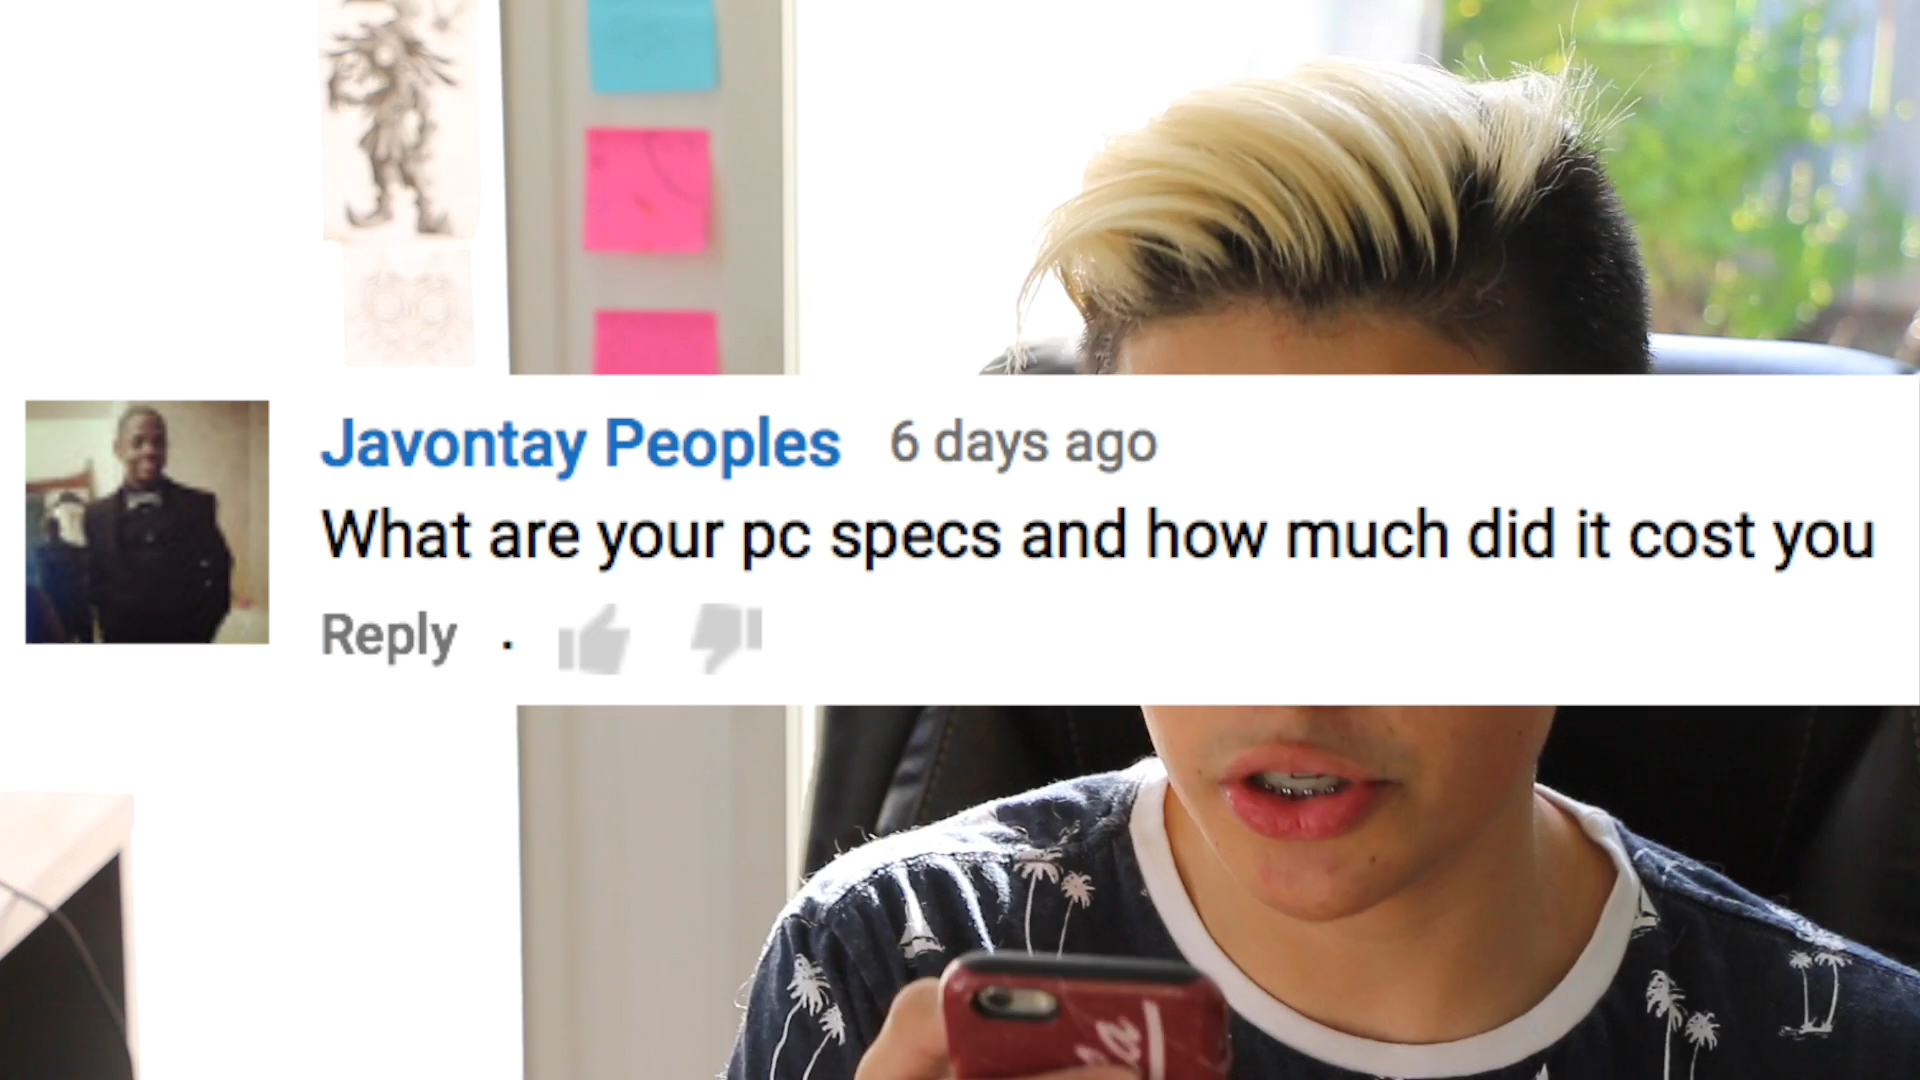 Javontay Peoples 6 days ago
What are your pc specs and how much did it cost you
Reply .